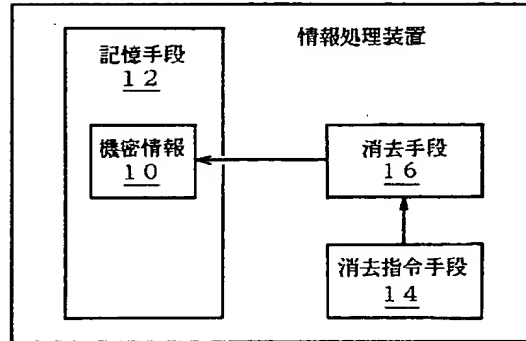 情報処理装置
記憶手段
１２
機密情報
１０
消去手段
１６
消去指令手段
１４